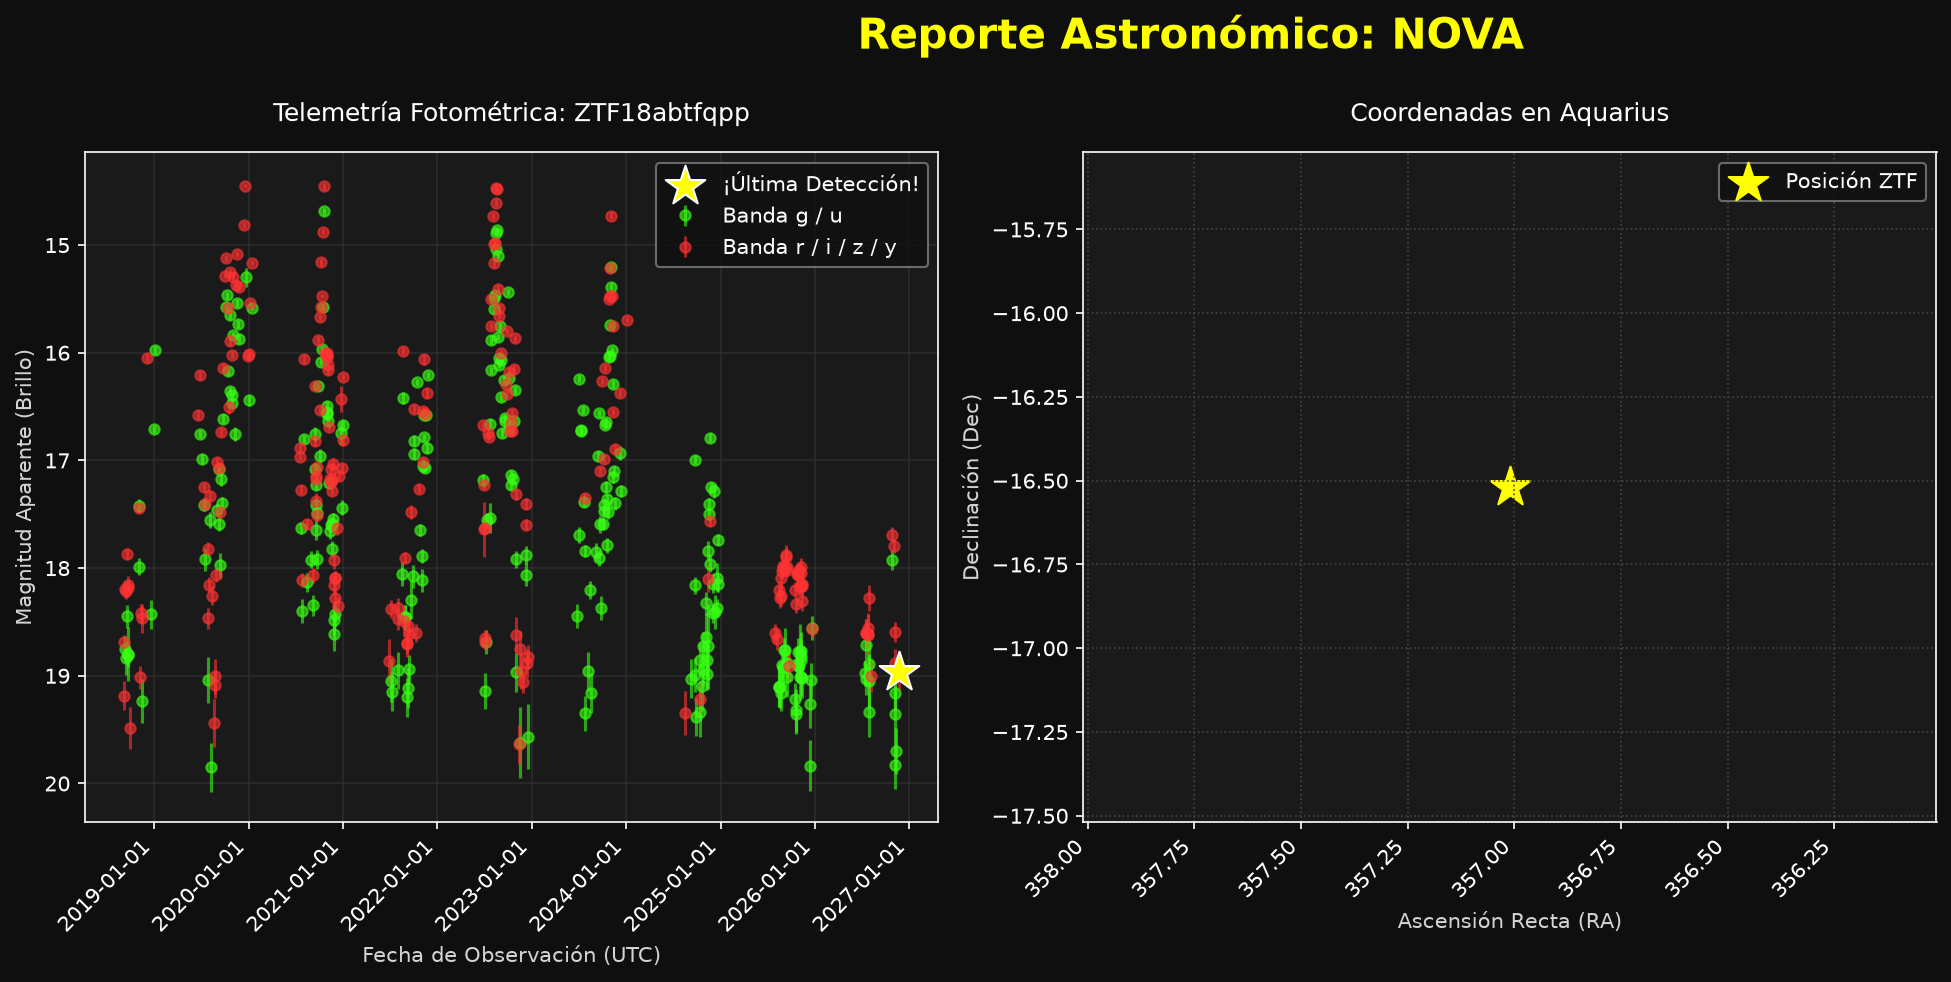 Reporte Astronómico: NOVA
Telemetría Fotométrica: ZTF18abtfqpp
¡Última Detección!
Banda g / u
Banda r / i / z / y
Magnitud Aparente (Brillo)
15
16
17
18
19
20
2019-01-01
2020-01-01
2021-01-01
2022-01-01
2023-01-01
2024-01-01
2025-01-01
2026-01-01
2027-01-01
Fecha de Observación (UTC)
Coordenadas en Aquarius
Posición ZTF
Declinación (Dec)
−15.75
−16.00
−16.25
−16.50
−16.75
−17.00
−17.25
−17.50
358.00
357.75
357.50
357.25
357.00
356.75
356.50
356.25
Ascensión Recta (RA)